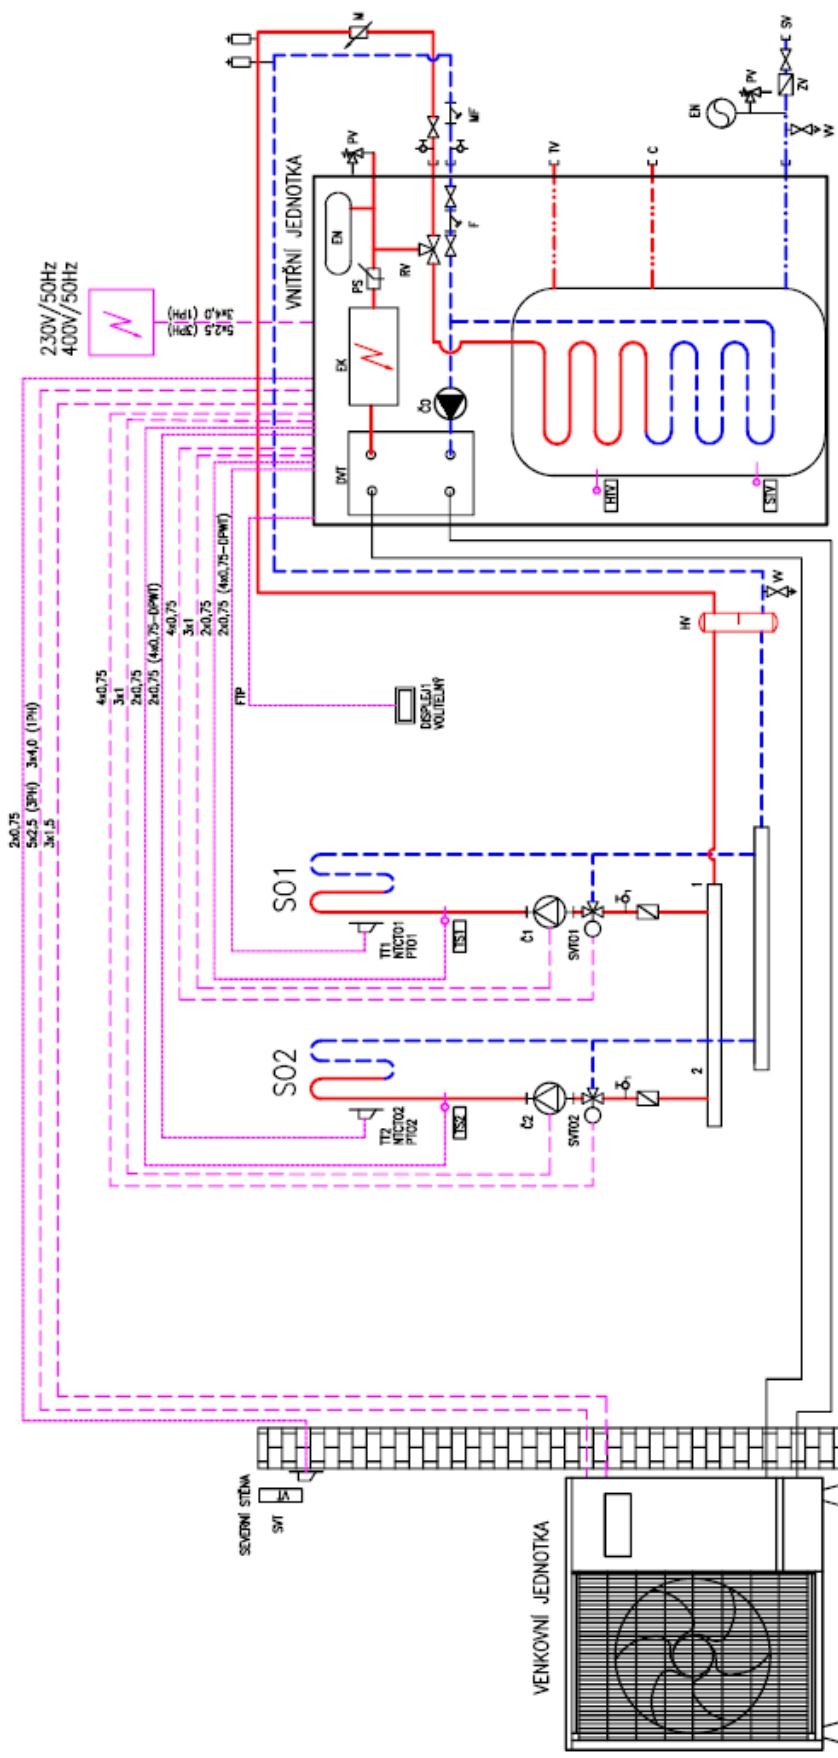 VENKOVNÍ JEDNOTKA
SEVERNÍ STĚNA
VT
SVT
2x0,75
5x2,5 (3PH) 3x4,0 (1PH)
3x1,5
4x0,75
3x1
2x0,75
2x0,75 (4x0,75-DPWT)
4x0,75
3x1
2x0,75
2x0,75 (4x0,75-DPWT)
FTP
DISPLEJ1
VOLITELNÝ
SO2
TT2
NTCTO2
PTO2
TS2
Č2
SVTO2
2
SO1
TT1
NTCTO1
PTO1
TS1
Č1
SVTO1
1
HV
VV
230V/50Hz
400V/50Hz
5x2,5 (3PH)
3x4,0 (1PH)
VNITŘNÍ JEDNOTKA
EN
PV
PS
EK
RV
DVT
ČO
F
M
MF
HTV
STV
TV
C
EN
PV
ZV
SV
VV